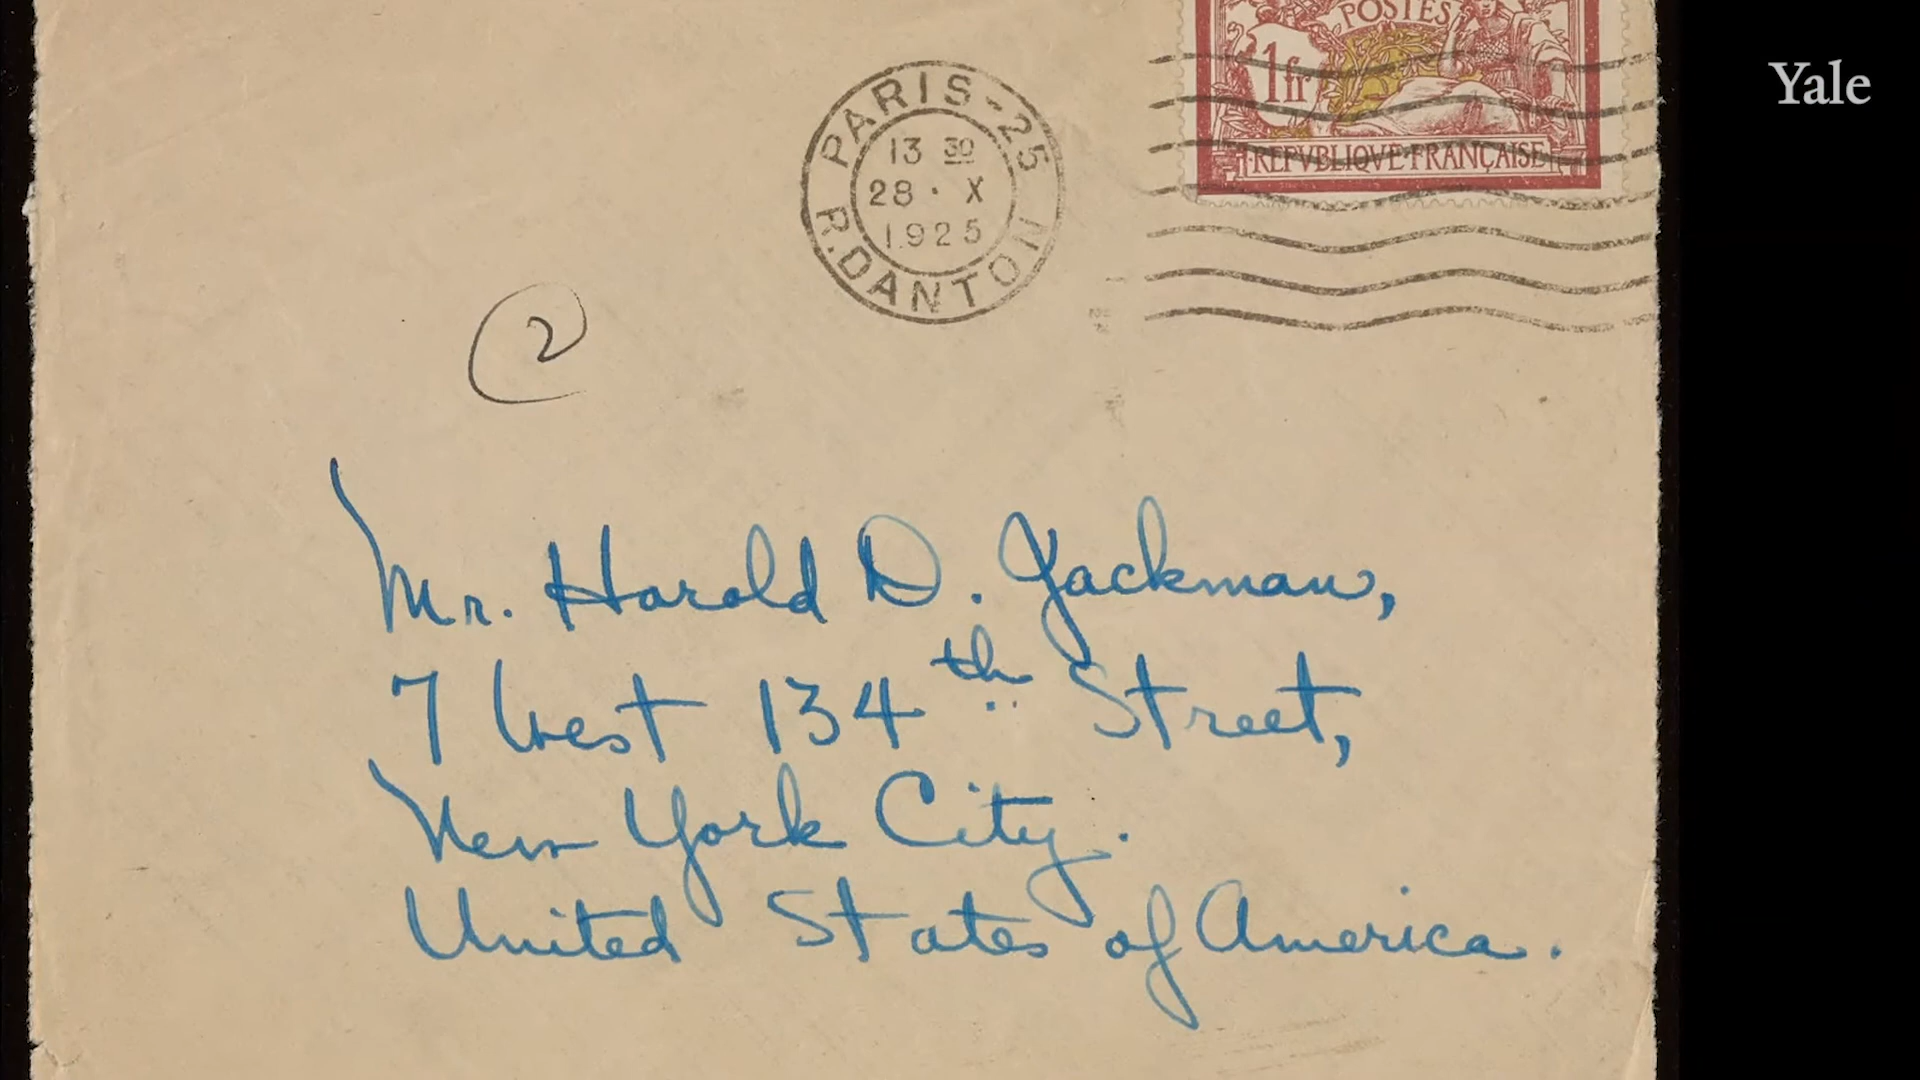 POSTES
1fr
REPVBLIQVE·FRANÇAISE
Yale
PARIS-25
13 30
28 · X
1925
R.DANTON
2
Mr. Harold D. Jackman,
7 West 134th Street,
New York City.
United States of America.